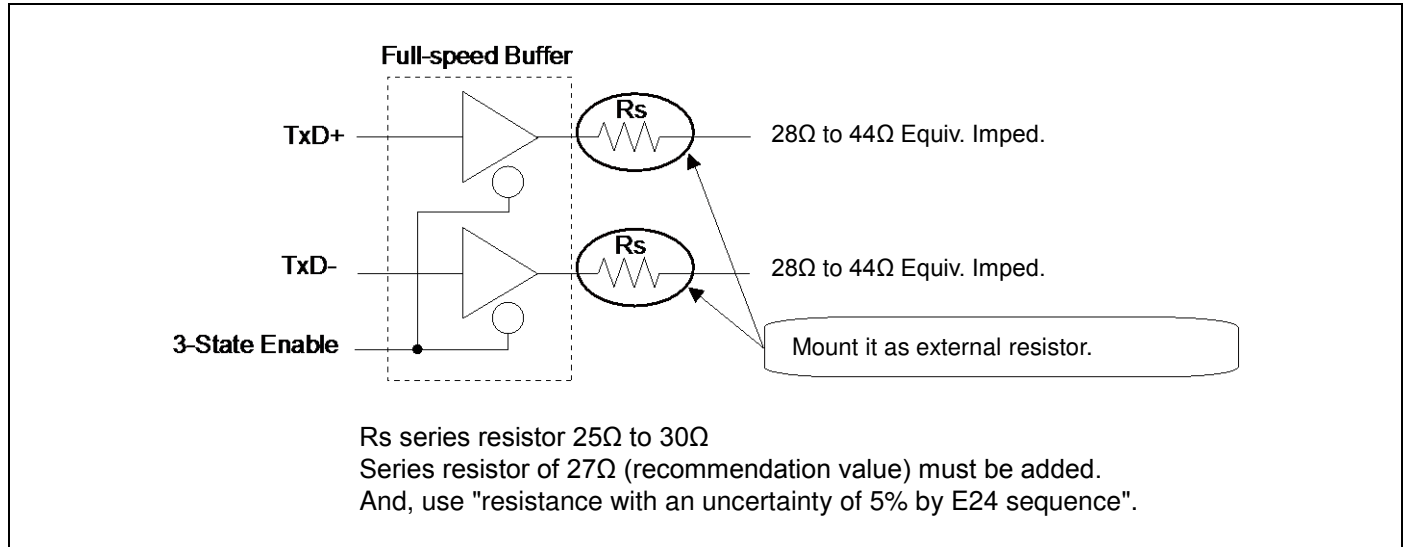 Full-speed Buffer
Rs
TxD+
28Ω to 44Ω Equiv. Imped.
Rs
TxD-
28Ω to 44Ω Equiv. Imped.
3-State Enable
Mount it as external resistor.
Rs series resistor 25Ω to 30Ω
Series resistor of 27Ω (recommendation value) must be added.
And, use "resistance with an uncertainty of 5% by E24 sequence".